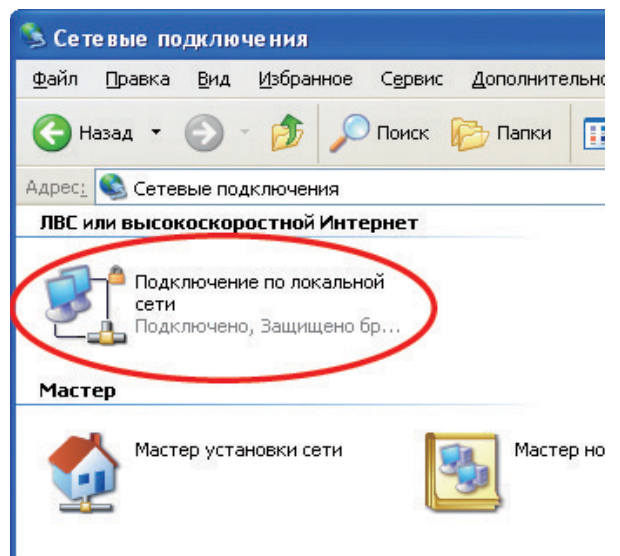 Сетевые подключения
Файл Правка Вид Избранное Сервис Дополнительно
Назад Поиск Папки
Адрес: Сетевые подключения
ЛВС или высокоскоростной Интернет
Подключение по локальной
сети
Подключено, Защищено бр...
Мастер
Мастер установки сети Мастер но